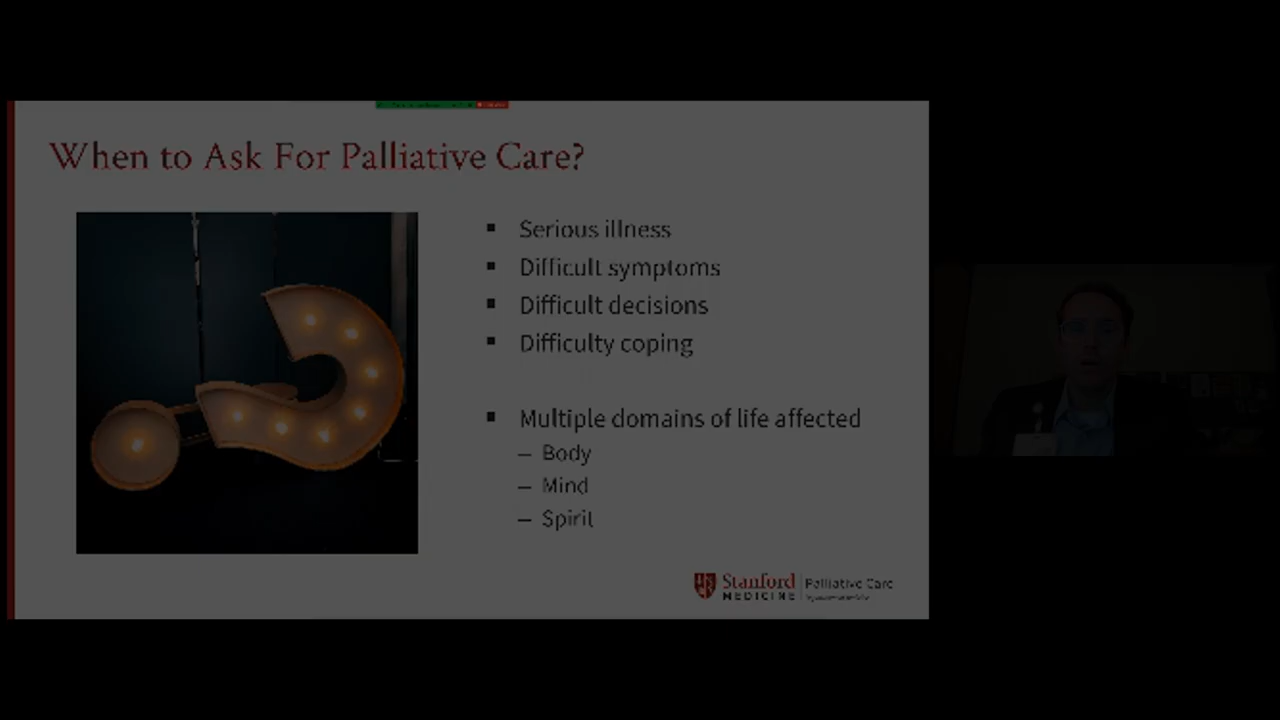 When to Ask For Palliative Care?
▪ Serious illness
▪ Difficult symptoms
▪ Difficult decisions
▪ Difficulty coping
▪ Multiple domains of life affected
– Body
– Mind
– Spirit
Stanford
MEDICINE
Palliative Care